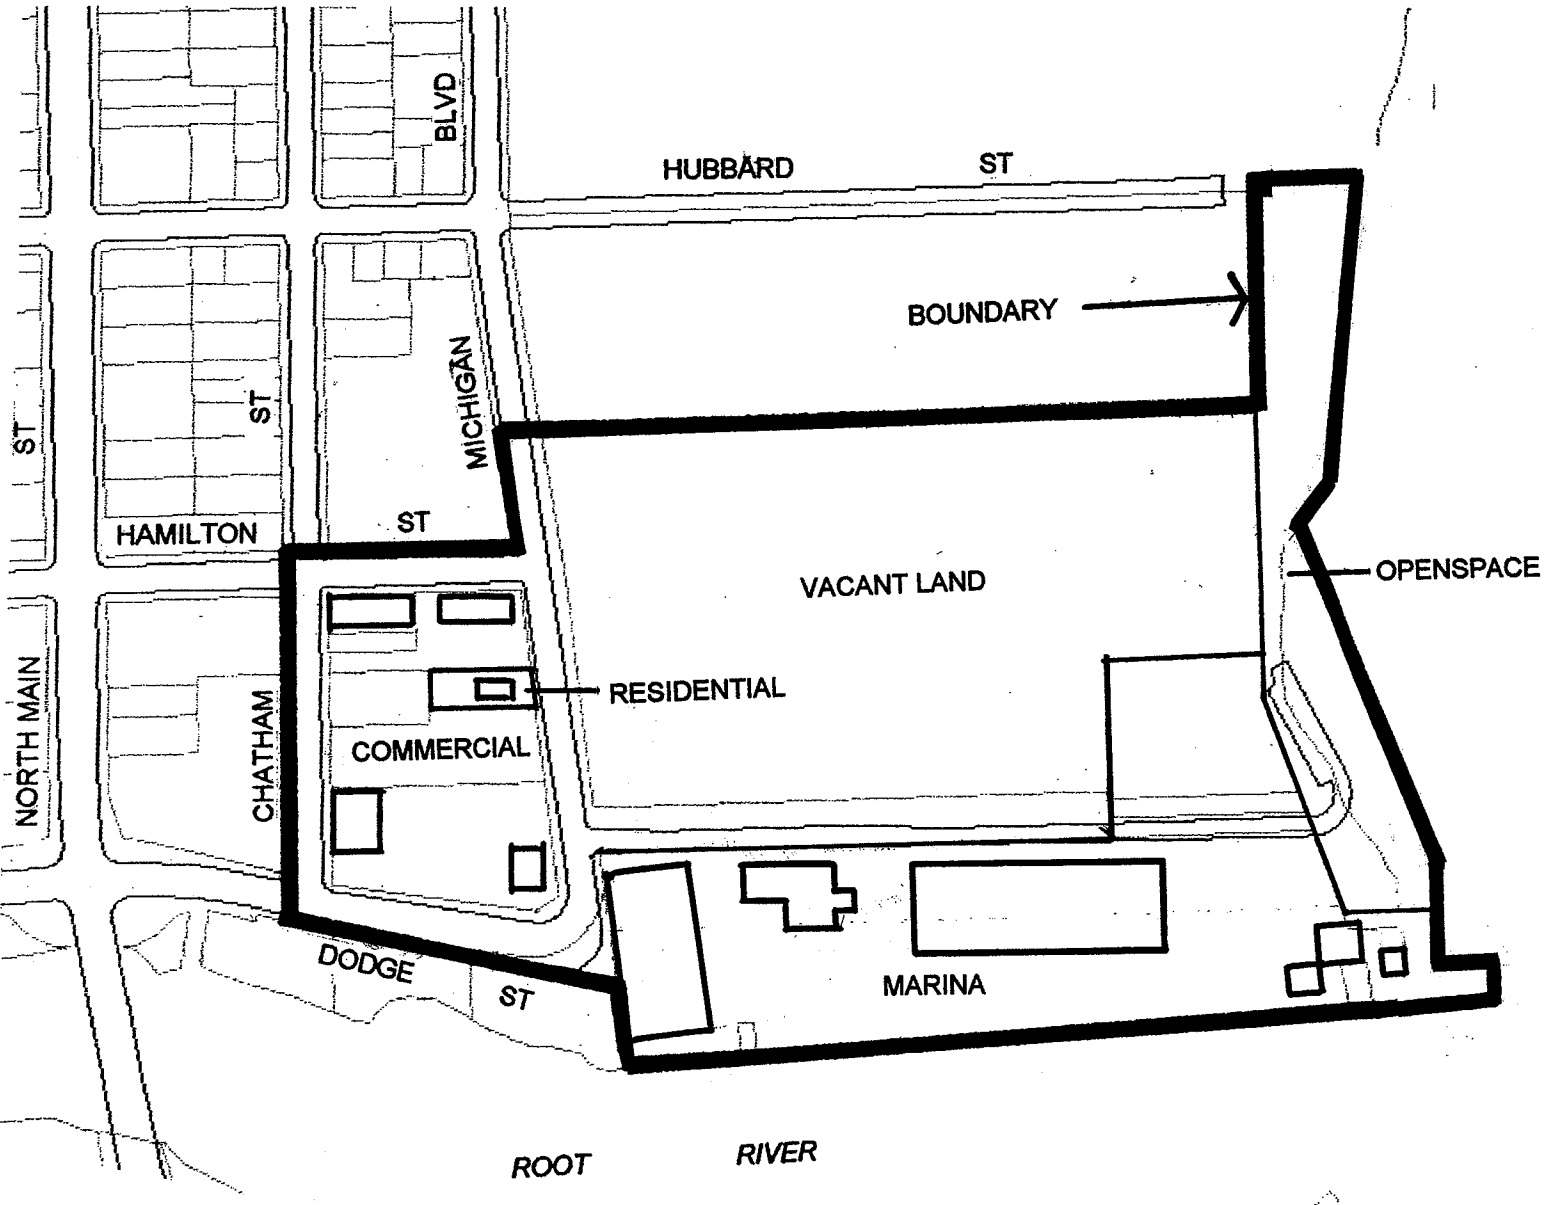 BLVD
HUBBARD ST
BOUNDARY
MICHIGAN
ST
ST
HAMILTON ST
VACANT LAND
OPENSPACE
RESIDENTIAL
NORTH MAIN
CHATHAM
COMMERCIAL
DODGE ST
MARINA
ROOT RIVER